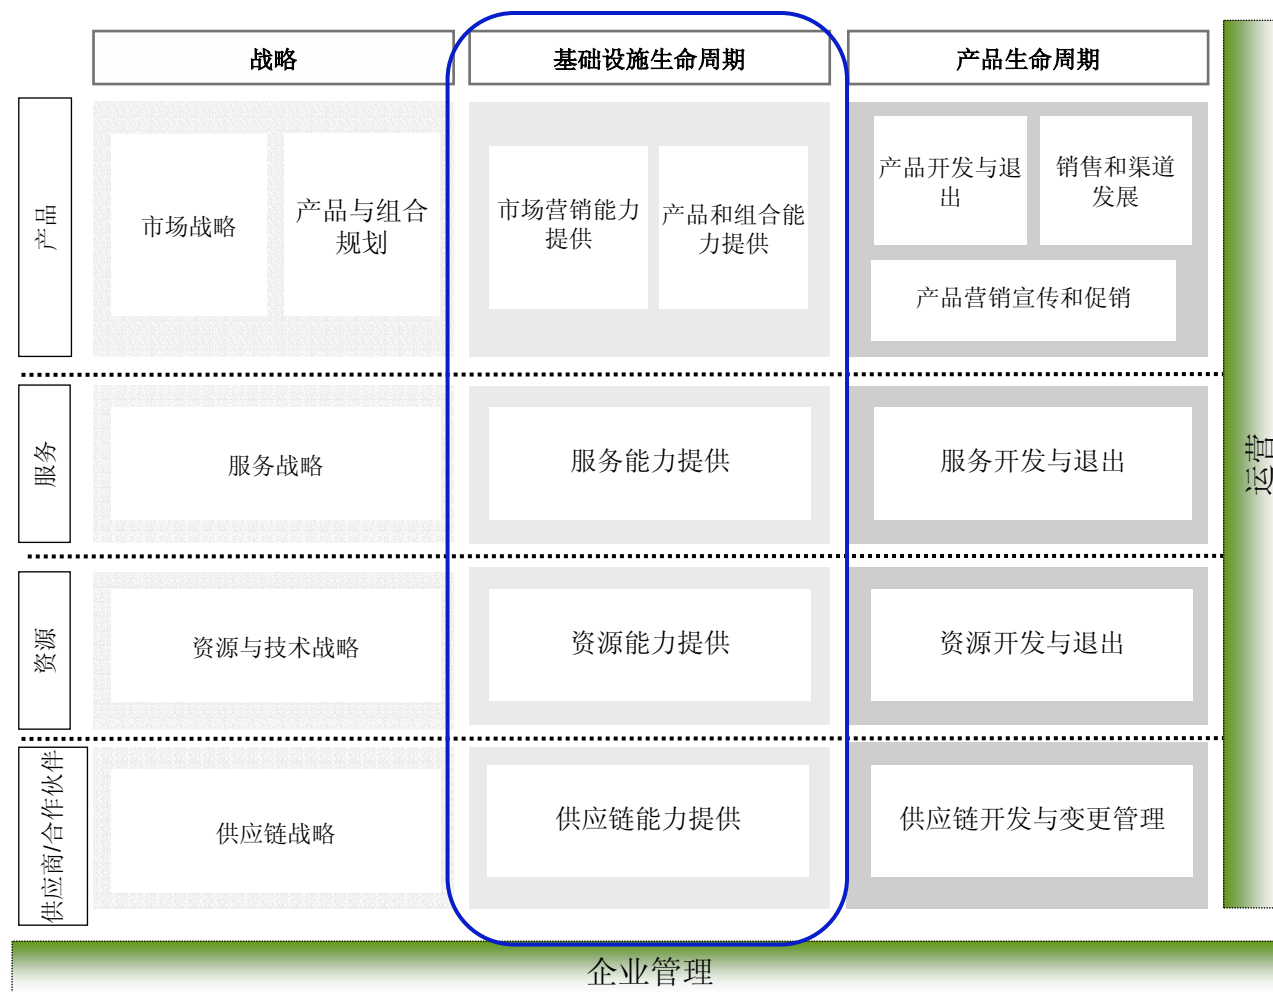 战略
基础设施生命周期
产品生命周期
产品
市场战略
产品与组合
规划
市场营销能力
提供
产品和组合能
力提供
产品开发与退
出
销售和渠道
发展
产品营销宣传和促销
服务
服务战略
服务能力提供
服务开发与退出
运营
资源
资源与技术战略
资源能力提供
资源开发与退出
供应商/合作伙伴
供应链战略
供应链能力提供
供应链开发与变更管理
企业管理